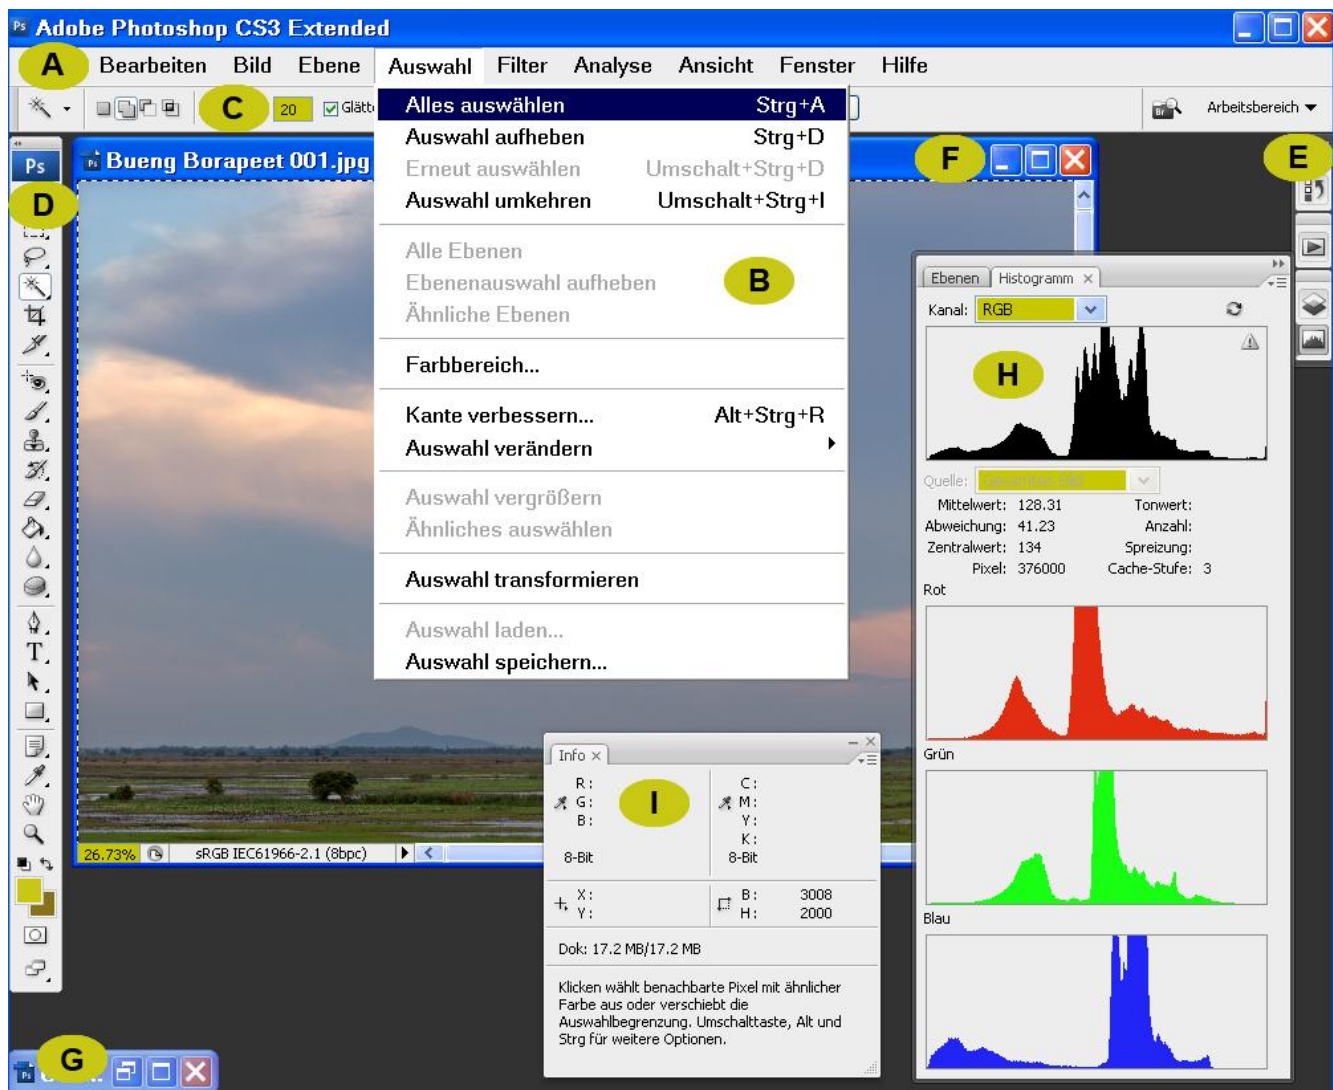 Ps Adobe Photoshop CS3 Extended
A Bearbeiten Bild Ebene Auswahl Filter Analyse Ansicht Fenster Hilfe
C 20 Glätt
Br Arbeitsbereich
Alles auswählen Strg+A
Auswahl aufheben Strg+D
Erneut auswählen Umschalt+Strg+D
Auswahl umkehren Umschalt+Strg+I
Alle Ebenen
Ebenenauswahl aufheben
Ähnliche Ebenen
B
Farbbereich...
Kante verbessern... Alt+Strg+R
Auswahl verändern
Auswahl vergrößern
Ähnliches auswählen
Auswahl transformieren
Auswahl laden...
Auswahl speichern...
Ps
D
T
Ps Bueng Borapeet 001.jpg
F
E
26.73% sRGB IEC61966-2.1 (8bpc)
Ebenen Histogramm
Kanal: RGB
H
Quelle: Gesamtes Bild
Mittelwert: 128.31 Tonwert:
Abweichung: 41.23 Anzahl:
Zentralwert: 134 Spreizung:
Pixel: 376000 Cache-Stufe: 3
Rot
Grün
Blau
Info
I
R: C:
G: M:
B: Y:
K:
8-Bit 8-Bit
X: B: 3008
Y: H: 2000
Dok: 17.2 MB/17.2 MB
Klicken wählt benachbarte Pixel mit ähnlicher
Farbe aus oder verschiebt die
Auswahlbegrenzung. Umschalttaste, Alt und
Strg für weitere Optionen.
Ps
G